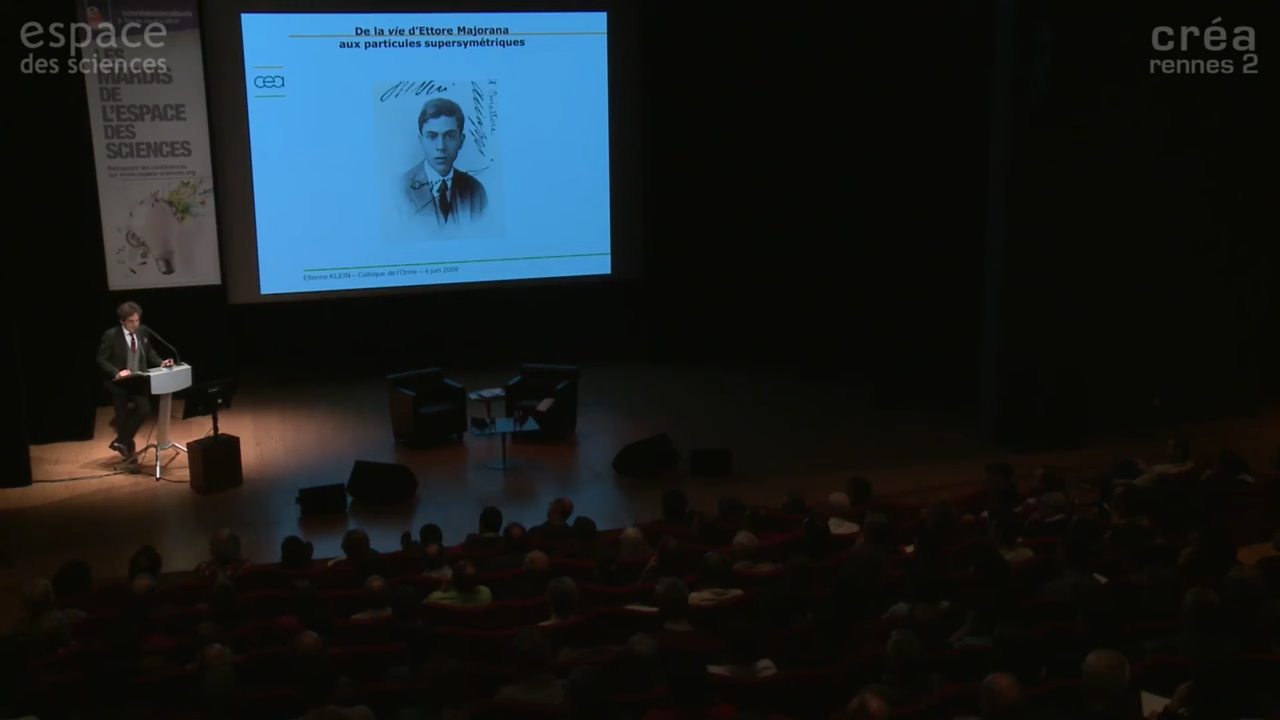 espace
des sciences
créa
rennes 2
LES
MARDIS
DE
L'ESPACE
DES
SCIENCES
De la vie d'Ettore Majorana
aux particules supersymétriques
cea
Etienne KLEIN – Colloque de l'Orme – 4 juin 2009